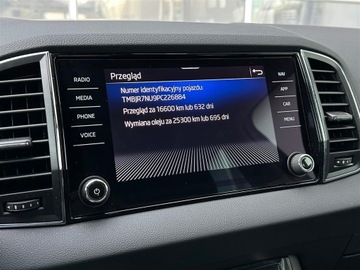 RADIO
MEDIA
PHONE
VOICE
Przegląd
Numer identyfikacyjny pojazdu
TMBJR7NU9PC226884
Przegląd za 16600 km lub 632 dni
Wymiana oleju za 25300 km lub 695 dni
NAV
APP
CAR
MENU